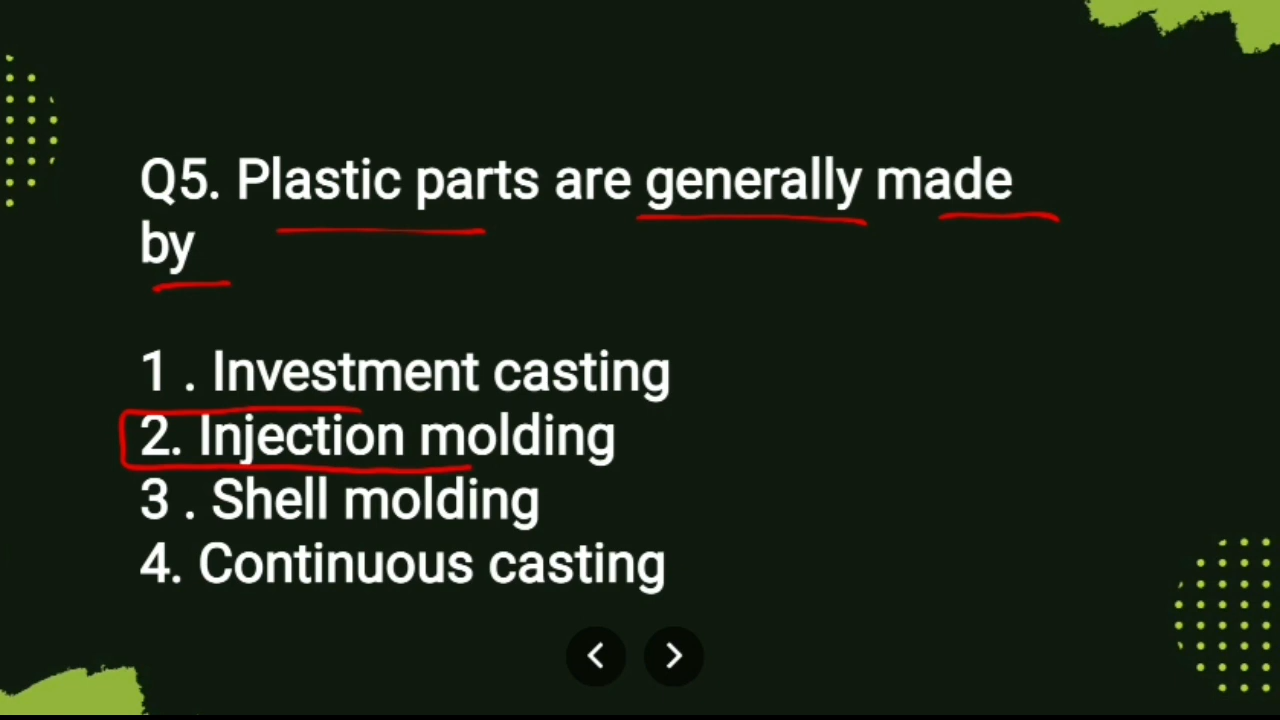 Q5. Plastic parts are generally made
by
1 . Investment casting
2. Injection molding
3 . Shell molding
4. Continuous casting